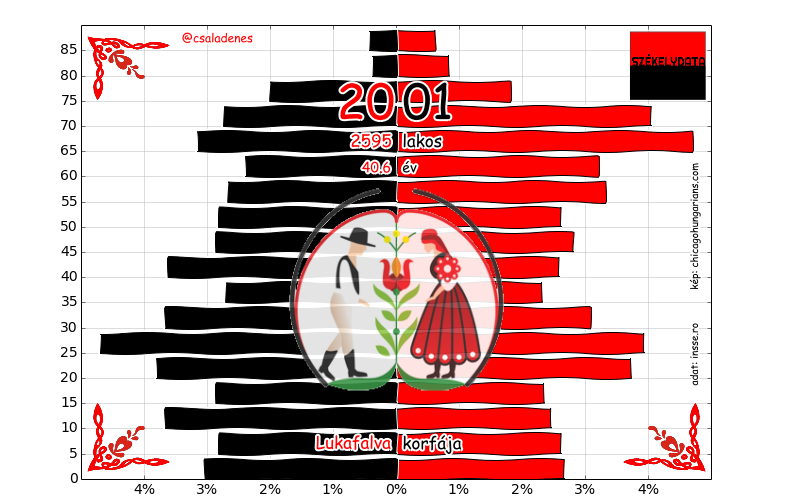 @csaladenes
SZÉKELYDATA
2001
2595 lakos
40.6 év
kép: chicagohungarians.com
adat: insse.ro
Lukafalva korfája
85
80
75
70
65
60
55
50
45
40
35
30
25
20
15
10
5
0
4% 3% 2% 1% 0% 1% 2% 3% 4%